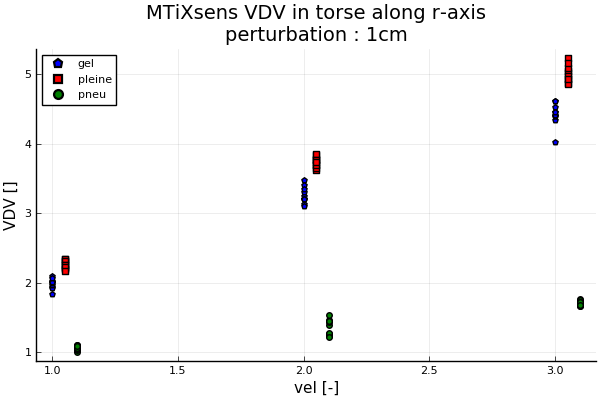 MTiXsens VDV in torse along r-axis
perturbation : 1cm
gel
pleine
pneu
VDV []
5
4
3
2
1
1.0
1.5
2.0
2.5
3.0
vel [-]